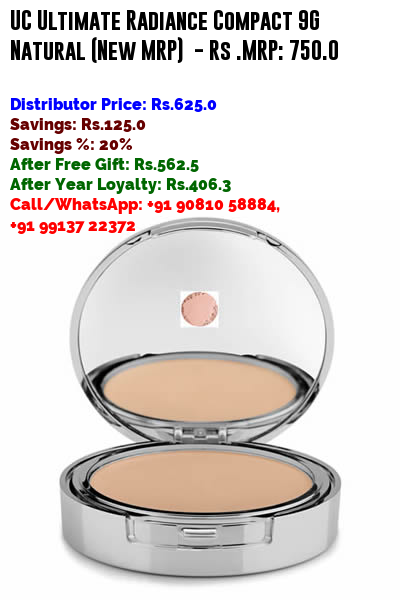 UC Ultimate Radiance Compact 9G
Natural (New MRP) - Rs .MRP: 750.0
Distributor Price: Rs.625.0
Savings: Rs.125.0
Savings %: 20%
After Free Gift: Rs.562.5
After Year Loyalty: Rs.406.3
Call/WhatsApp: +91 90810 58884,
+91 99137 22372